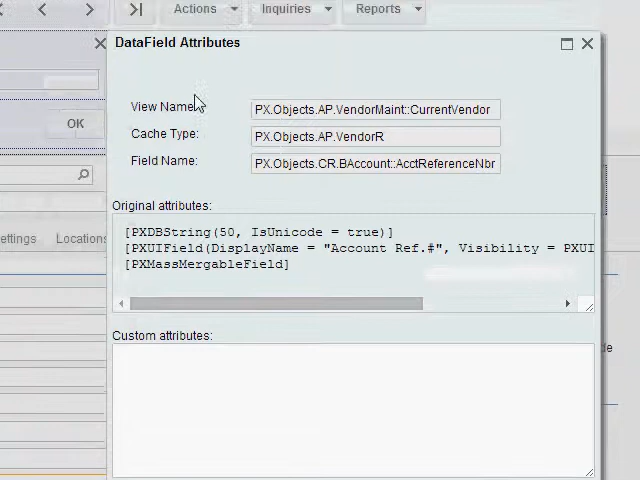 Actions Inquiries Reports
DataField Attributes
View Name:
PX.Objects.AP.VendorMaint::CurrentVendor
OK
Cache Type:
PX.Objects.AP.VendorR
Field Name:
PX.Objects.CR.BAccount::AcctReferenceNbr
Original attributes:
[PXDBString(50, IsUnicode = true)]
[PXUIField(DisplayName = "Account Ref.#", Visibility = PXUI
[PXMassMergableField]
ettings Locations
Custom attributes:
de